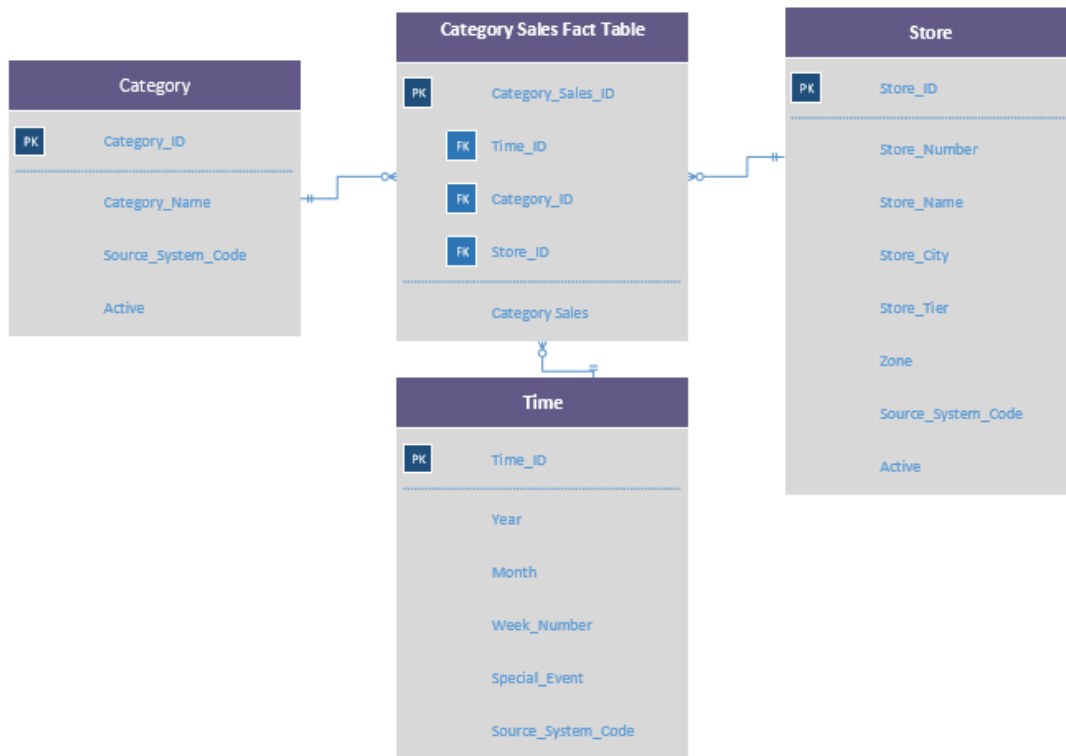 Category
PK Category_ID
Category_Name
Source_System_Code
Active
Category Sales Fact Table
PK Category_Sales_ID
FK Time_ID
FK Category_ID
FK Store_ID
Category Sales
Store
PK Store_ID
Store_Number
Store_Name
Store_City
Store_Tier
Zone
Source_System_Code
Active
Time
PK Time_ID
Year
Month
Week_Number
Special_Event
Source_System_Code